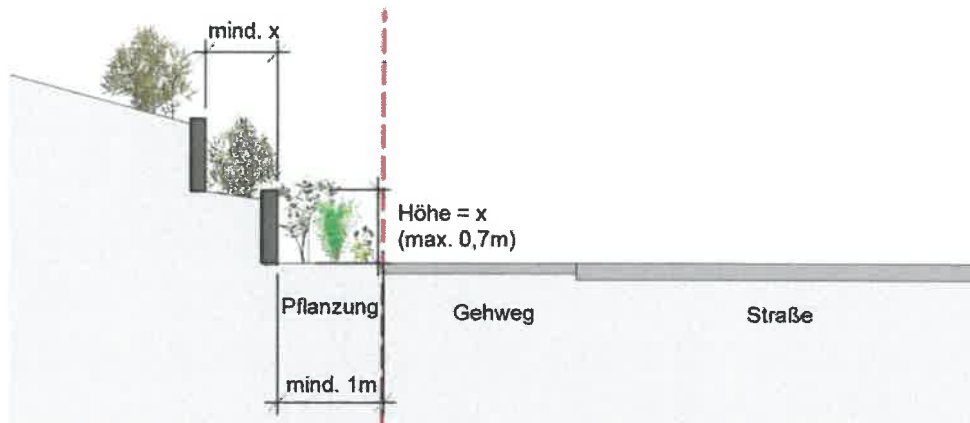 mind. x
Höhe = x
(max. 0,7m)
Pflanzung
Gehweg
Straße
mind. 1m